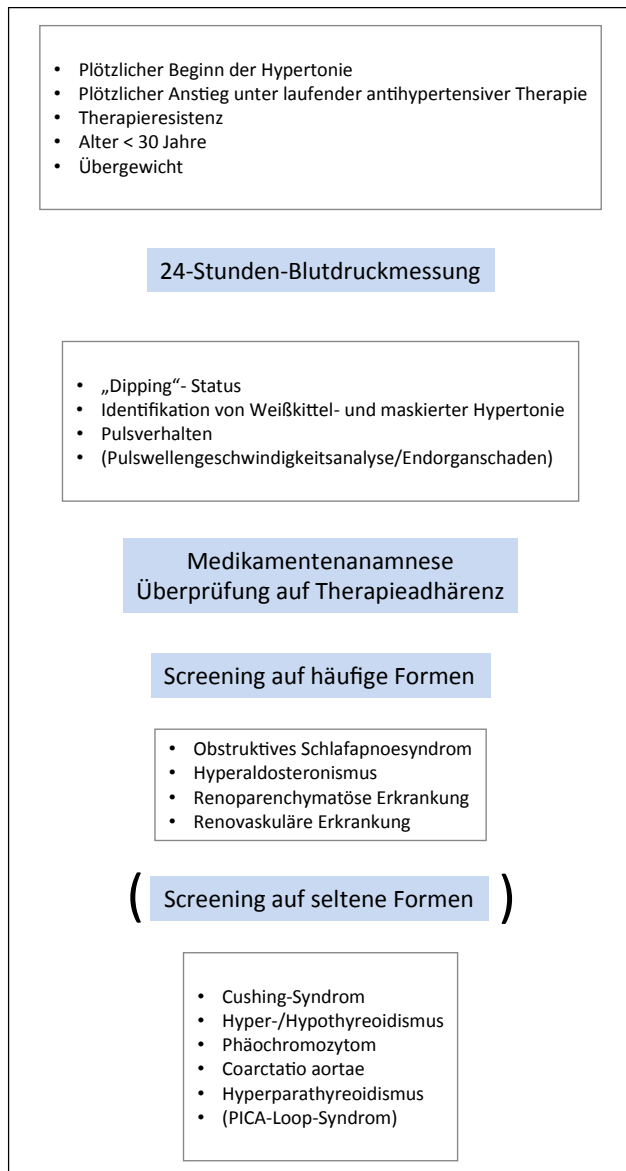 • Plötzlicher Beginn der Hypertonie
• Plötzlicher Anstieg unter laufender antihypertensiver Therapie
• Therapieresistenz
• Alter < 30 Jahre
• Übergewicht
24-Stunden-Blutdruckmessung
• „Dipping“- Status
• Identifikation von Weißkittel- und maskierter Hypertonie
• Pulsverhalten
• (Pulswellengeschwindigkeitsanalyse/Endorganschaden)
Medikamentenanamnese
Überprüfung auf Therapieadhärenz
Screening auf häufige Formen
• Obstruktives Schlafapnoesyndrom
• Hyperaldosteronismus
• Renoparenchymatöse Erkrankung
• Renovaskuläre Erkrankung
( Screening auf seltene Formen )
• Cushing-Syndrom
• Hyper-/Hypothyreoidismus
• Phäochromozytom
• Coarctatio aortae
• Hyperparathyreoidismus
• (PICA-Loop-Syndrom)